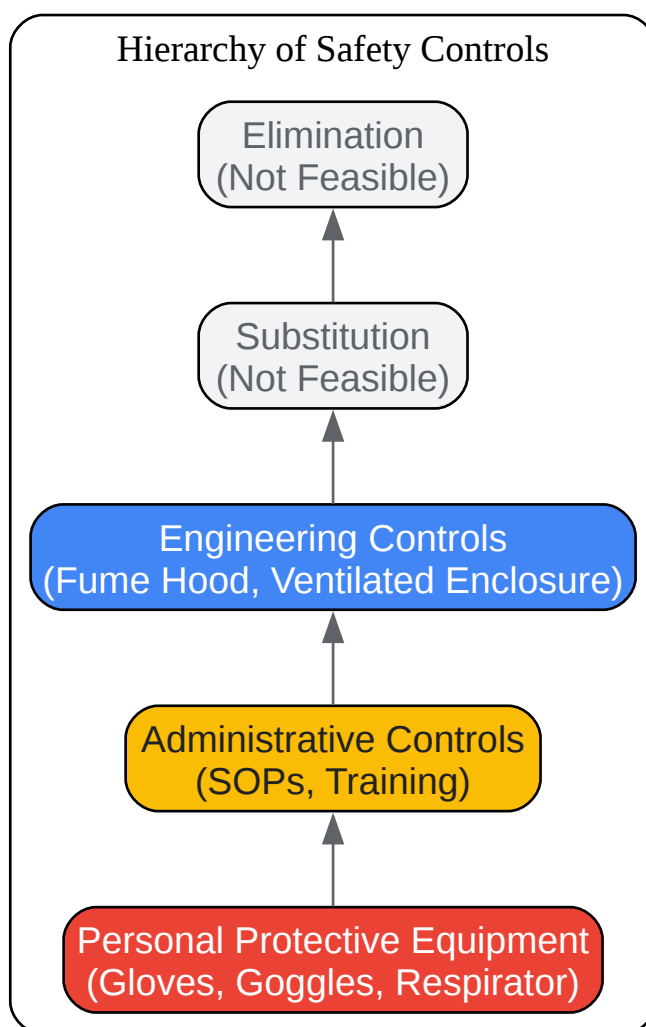 Hierarchy of Safety Controls
Elimination
(Not Feasible)
Substitution
(Not Feasible)
Engineering Controls
(Fume Hood, Ventilated Enclosure)
Administrative Controls
(SOPs, Training)
Personal Protective Equipment
(Gloves, Goggles, Respirator)